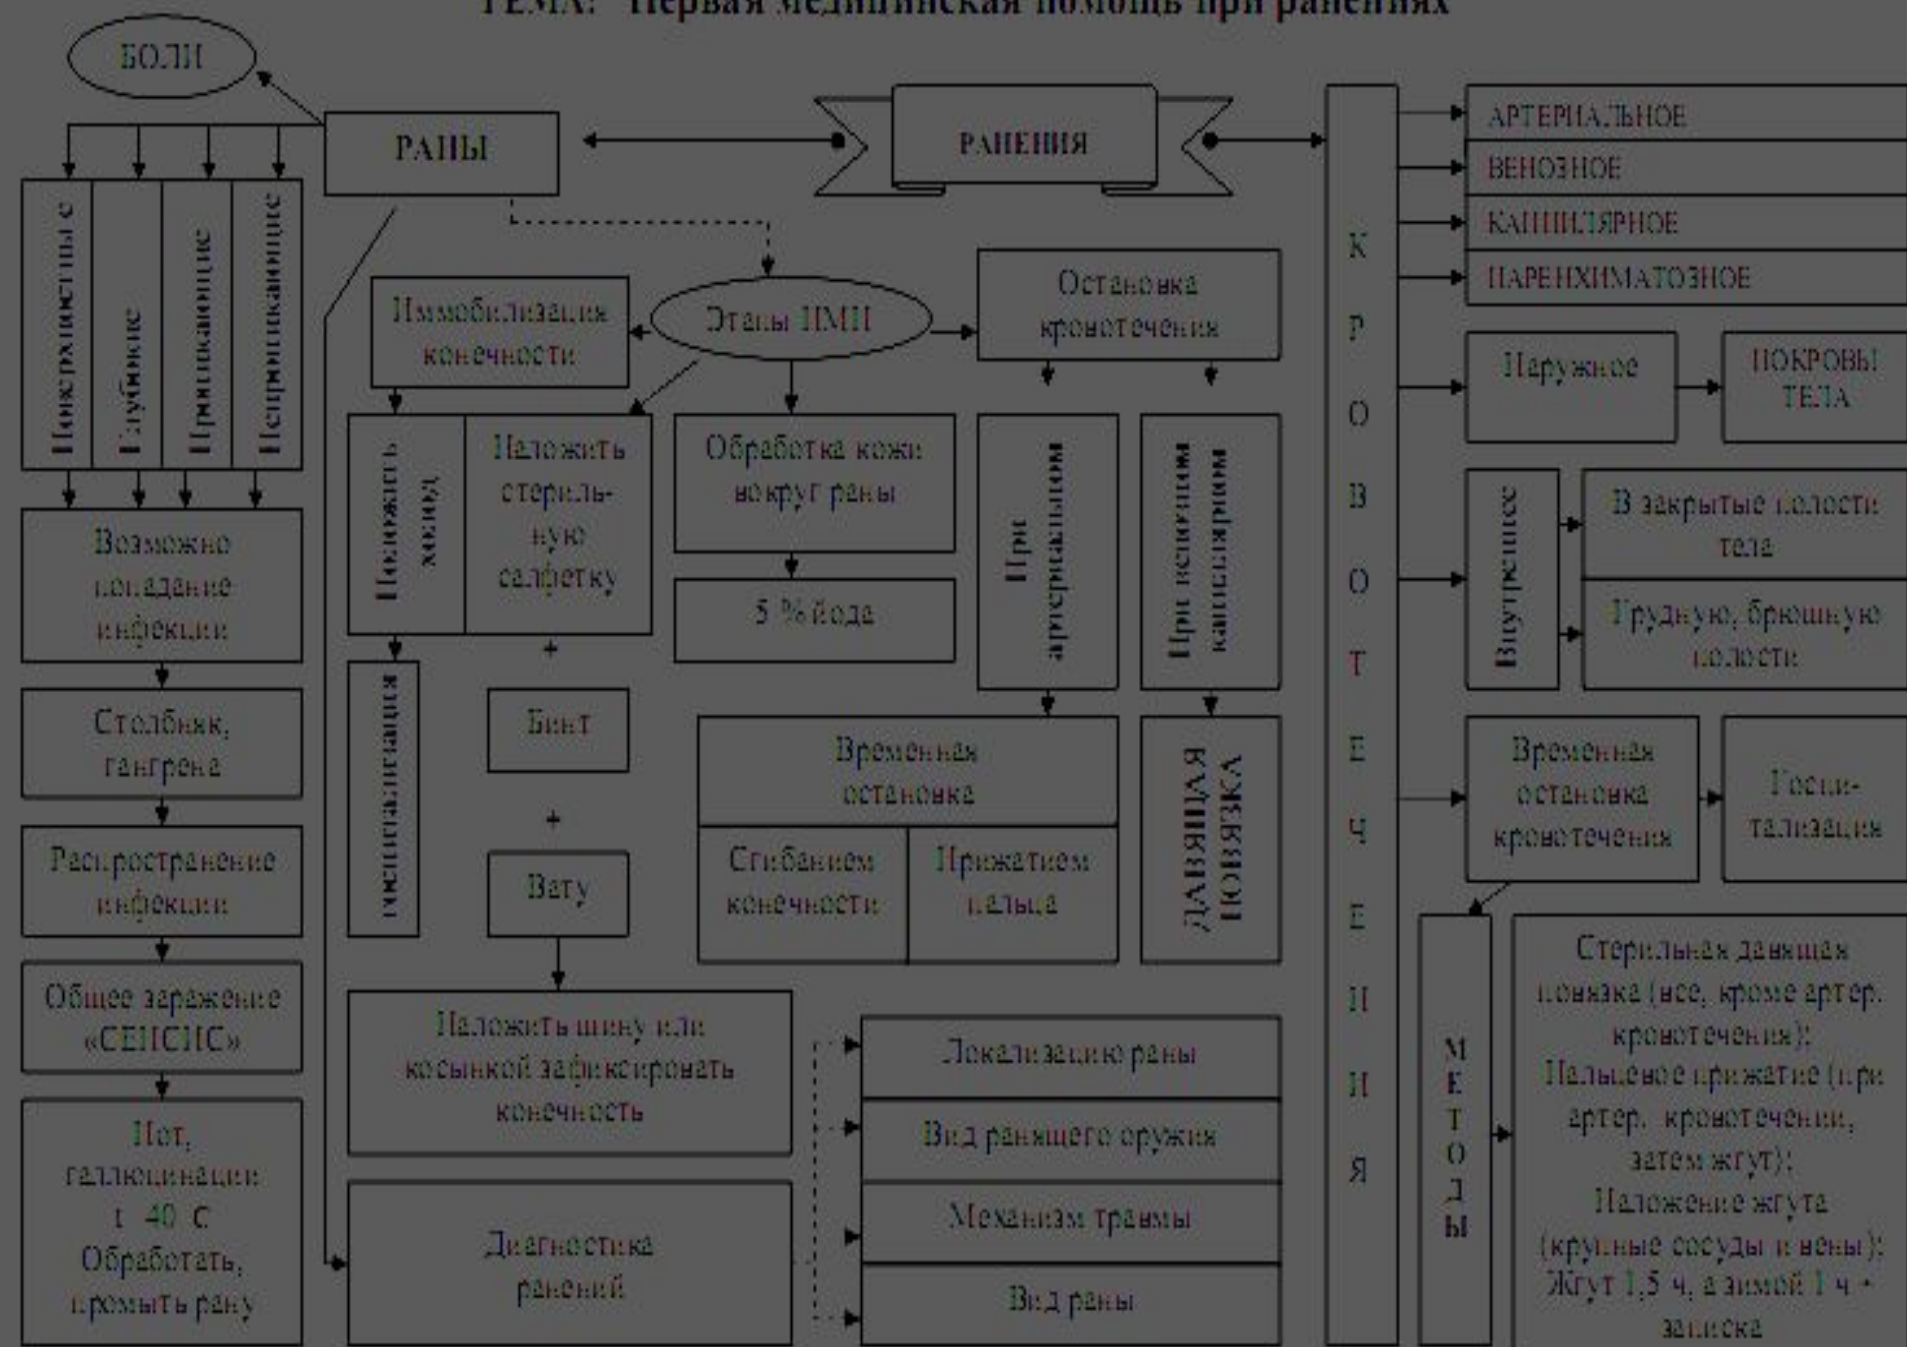 ТЕМА: Первая медицинская помощь при ранениях
БОЛИ
РАНЫ
РАНЕНИЯ
Поверхностны е
Глубокие
Проникающие
Непроникающие
Возможно
попадание
инфекции
Столбняк,
гангрена
Распространение
инфекции
Общее заражение
«СЕПСИС»
Пот,
галлюцинации
t 40 С
Обработать,
промыть рану
Этапы ПМП
Иммобилизация
конечности
Положить
холод
госпитализация
Наложить
стериль-
ную
салфетку
+
Бинт
+
Вату
Наложить шину или
косынкой зафиксировать
конечность
Обработка кожи
вокруг раны
5 % йода
Остановка
кровотечения
При
артериальном
При венозном
капиллярном
Временная
остановка
Сгибанием
конечности
Прижатием
пальца
ДАВЯЩАЯ
ПОВЯЗКА
Диагностика
ранений
Локализацию раны
Вид ранящего оружия
Механизм травмы
Вид раны
КРОВОТЕЧЕНИЯ
АРТЕРИАЛЬНОЕ
ВЕНОЗНОЕ
КАПИЛЯРНОЕ
ПАРЕНХИМАТОЗНОЕ
Наружное
ПОКРОВЫ
ТЕЛА
Внутреннее
В закрытые полости
тела
Грудную, брюшную
полости
Временная
остановка
кровотечения
Госпи-
тализация
МЕТОДЫ
Стерильная давящая
повязка (все, кроме артер.
кровотечения);
Пальцевое прижатие (при
артер. кровотечении,
затем жгут);
Наложение жгута
(крупные сосуды и вены);
Жгут 1,5 ч, а зимой 1 ч +
записка